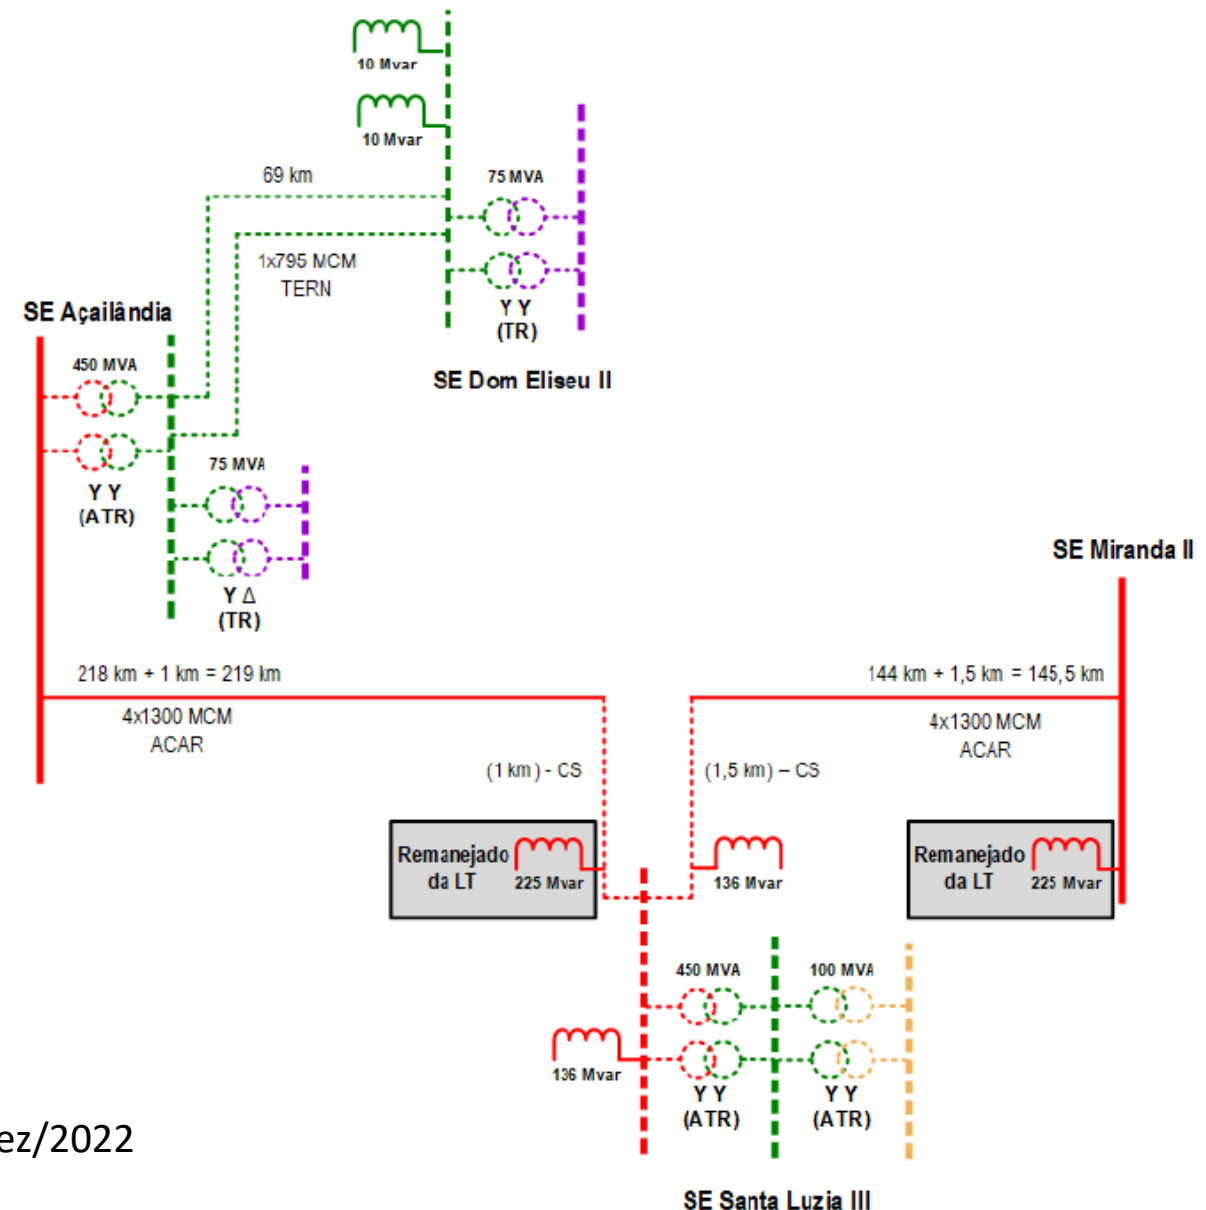 10 Mvar
10 Mvar
69 km
75 MVA
1x795 MCM
TERN
Y Y
(TR)
SE Dom Eliseu II
SE Açailândia
450 MVA
Y Y
(ATR)
75 MVA
Y Δ
(TR)
SE Miranda II
218 km + 1 km = 219 km
4x1300 MCM
ACAR
144 km + 1,5 km = 145,5 km
4x1300 MCM
ACAR
(1 km) - CS
(1,5 km) – CS
Remanejado
da LT
225 Mvar
136 Mvar
Remanejado
da LT
225 Mvar
450 MVA
100 MVA
136 Mvar
Y Y
(ATR)
Y Y
(ATR)
ez/2022
SE Santa Luzia III